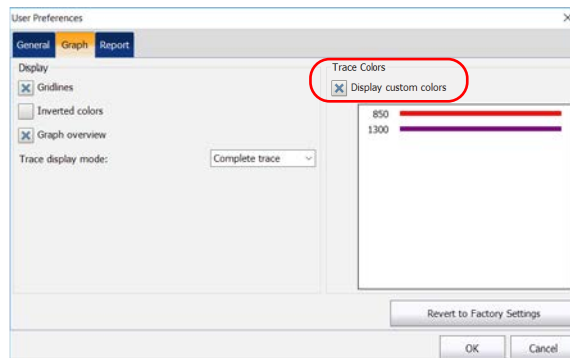 User Preferences
General Graph Report
Display
Gridlines
Inverted colors
Graph overview
Trace display mode: Complete trace
Trace Colors
Display custom colors
850
1300
Revert to Factory Settings
OK Cancel